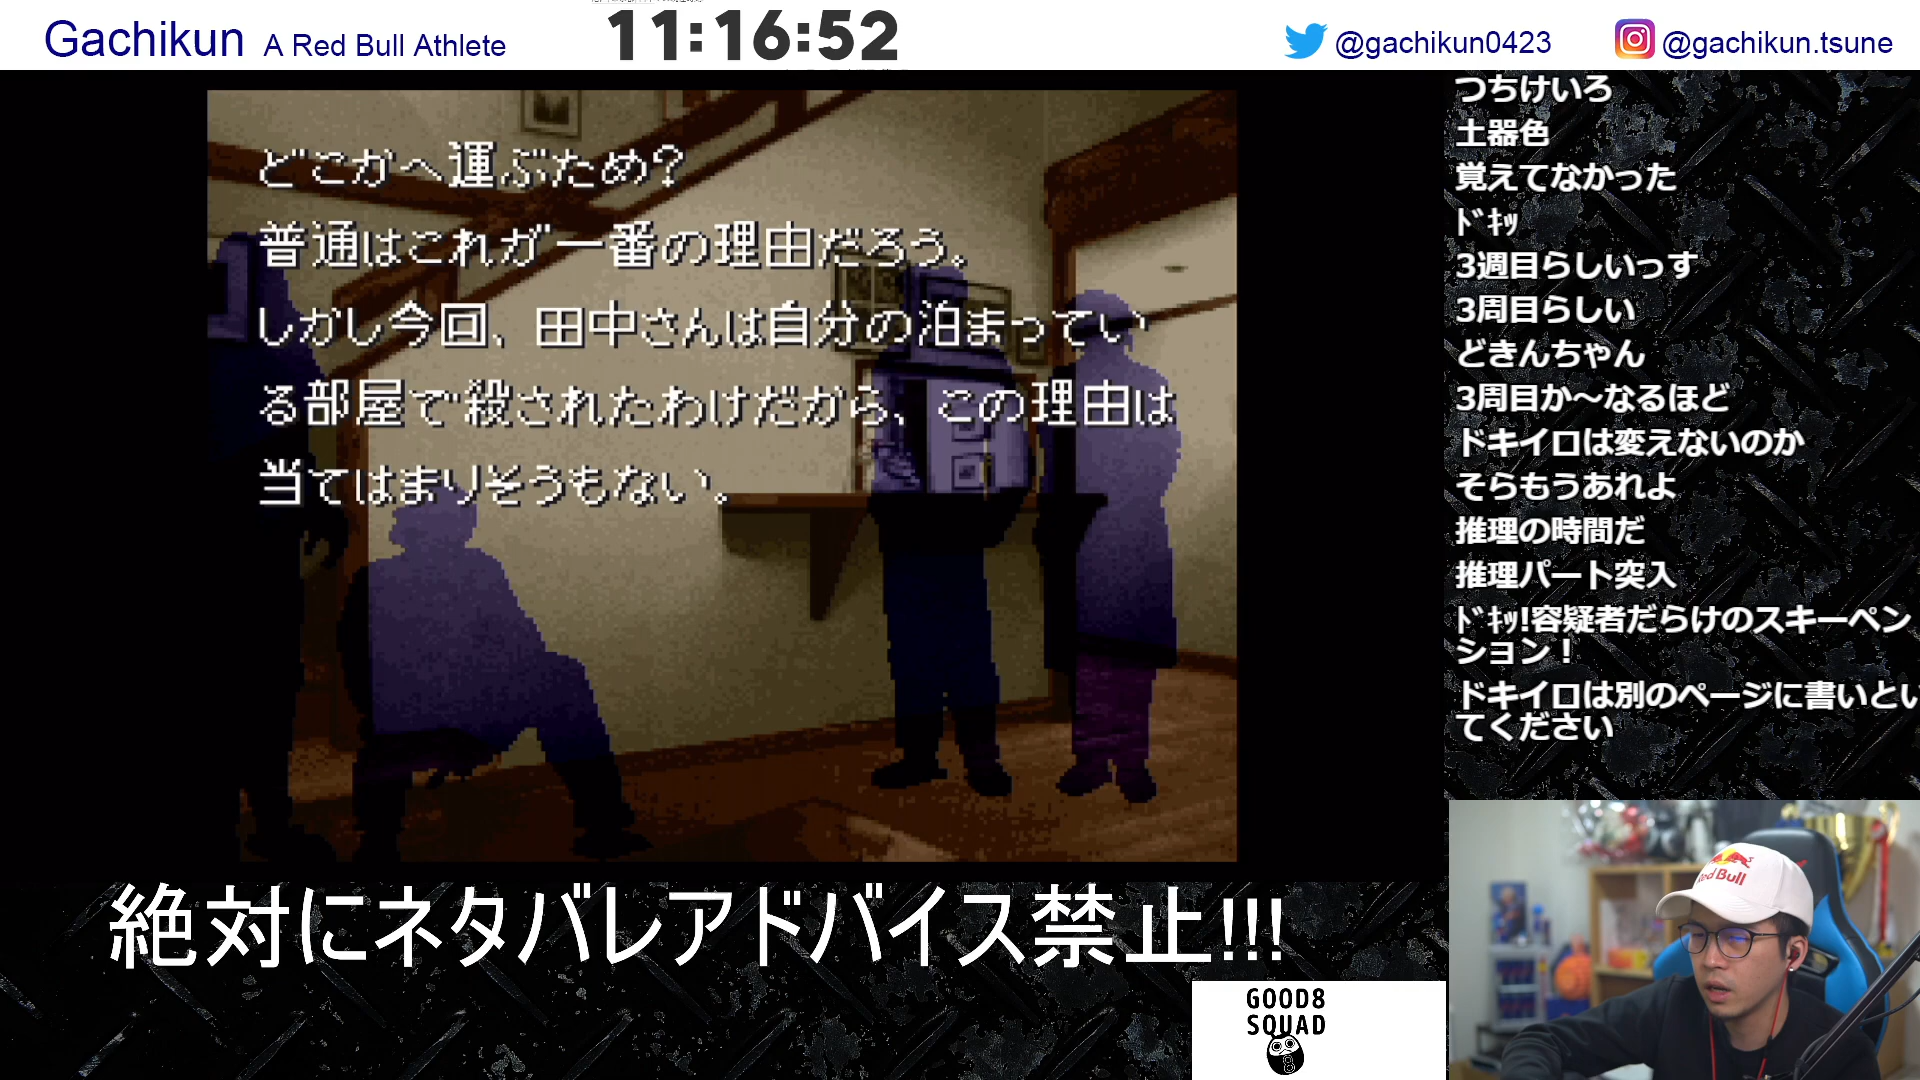 Gachikun A Red Bull Athlete
11:16:52
@gachikun0423
@gachikun.tsune
どこかへ運ぶため?
普通はこれが一番の理由だろう。
しかし今回、田中さんは自分の泊まってい
る部屋で殺されたわけだから、この理由は
当てはまりそうもない。
つちけいろ
土器色
覚えてなかった
ﾄﾞｷｯ
3週目らしいっす
3周目らしい
どきんちゃん
3周目か～なるほど
ドキイロは変えないのか
そらもうあれよ
推理の時間だ
推理パート突入
ﾄﾞｷｯ!容疑者だらけのスキーペン
ション！
ドキイロは別のページに書いとい
てください
絶対にネタバレアドバイス禁止!!!
GOOD8
SQUAD
Red Bull